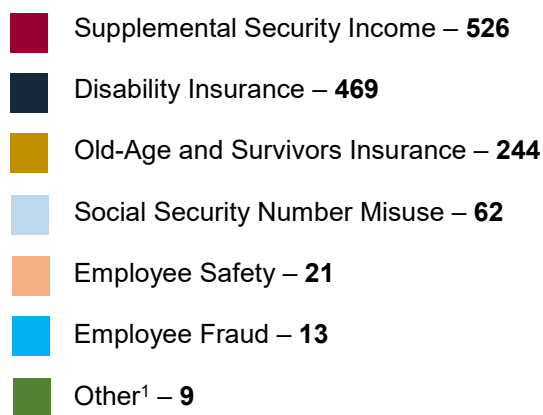 Supplemental Security Income – 526
Disability Insurance – 469
Old-Age and Survivors Insurance – 244
Social Security Number Misuse – 62
Employee Safety – 21
Employee Fraud – 13
Other¹ – 9